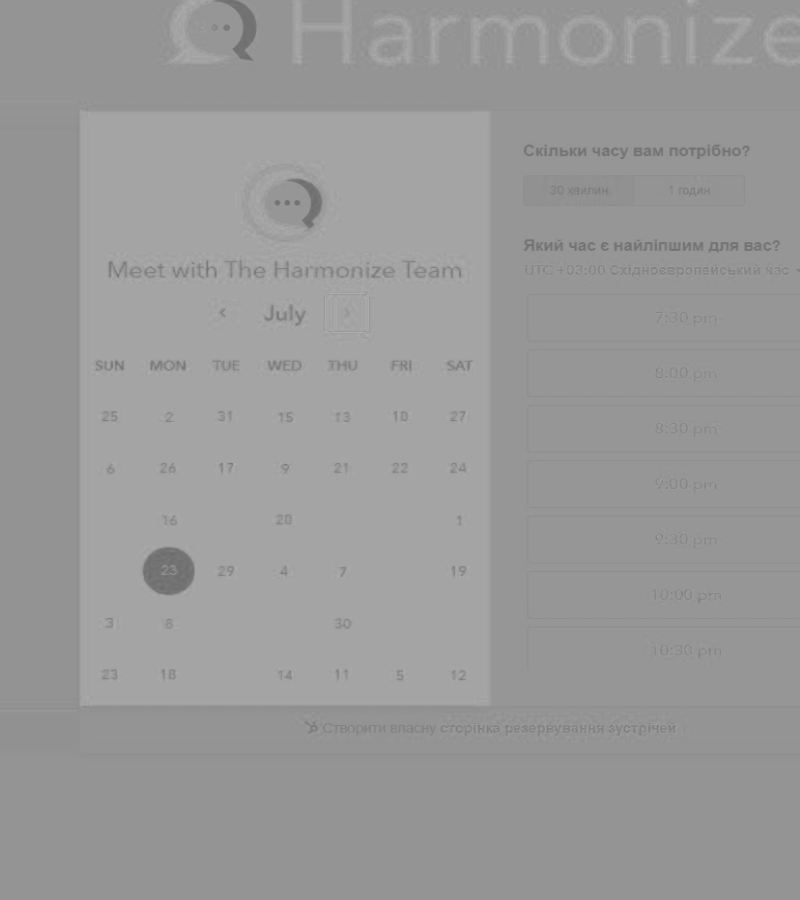 Harmonize
Meet with The Harmonize Team
July
SUN MON TUE WED THU FRI SAT
25 2 31 15 13 10 27
6 26 17 9 21 22 24
16 20 1
23 29 4 7 19
3 8 30
23 18 14 11 5 12
Скільки часу вам потрібно?
30 хвилин 1 годин
Який час є найліпшим для вас?
UTC +03:00 Східноєвропейський час
7:30 pm
8:00 pm
8:30 pm
9:00 pm
9:30 pm
10:00 pm
10:30 pm
Створити власну сторінка резервування зустрічей